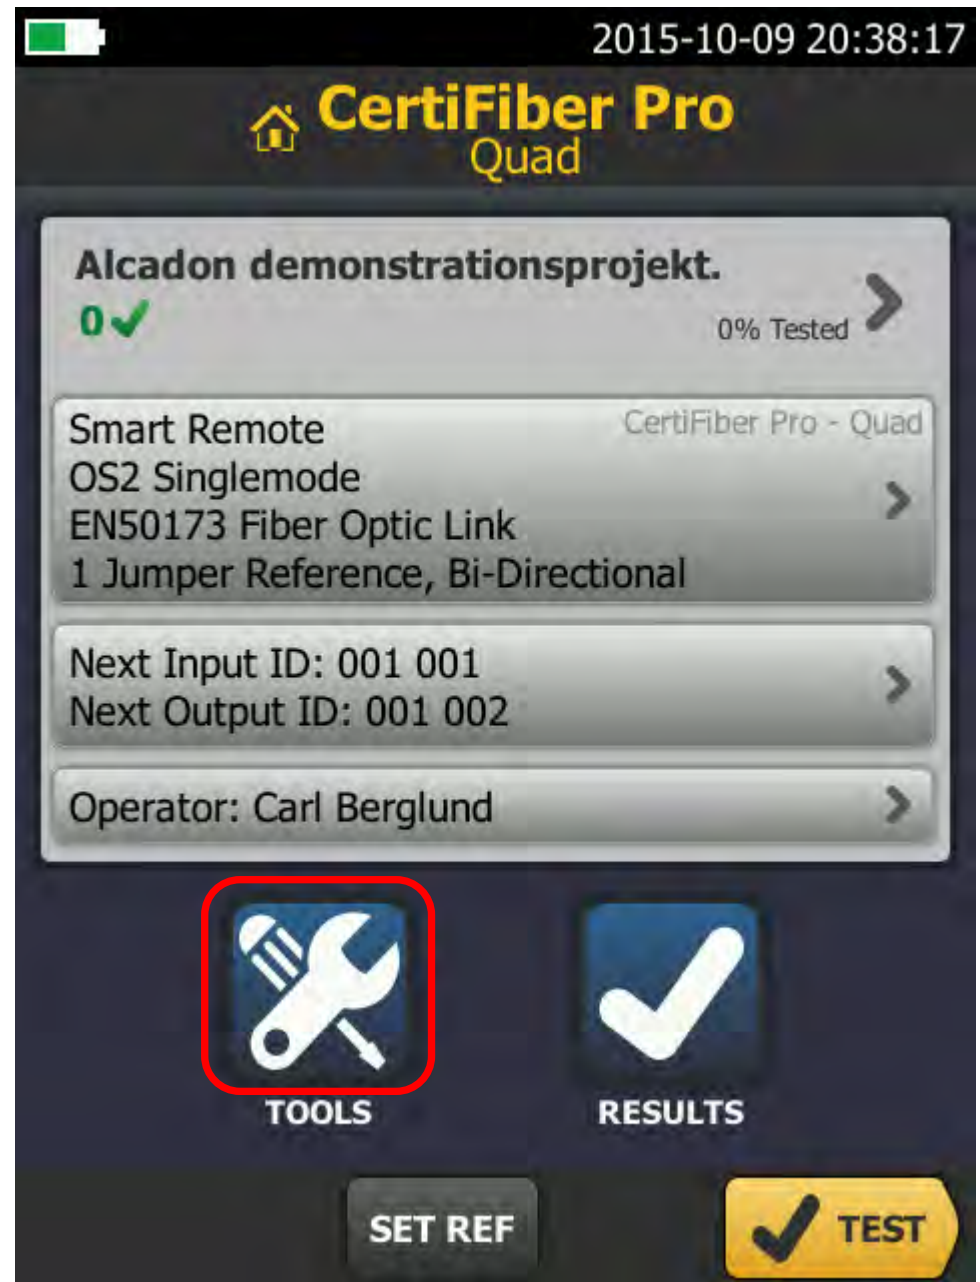 2015-10-09 20:38:17
CertiFiber Pro
Quad
Alcadon demonstrationsprojekt.
0
0% Tested
Smart Remote
CertiFiber Pro - Quad
OS2 Singlemode
EN50173 Fiber Optic Link
1 Jumper Reference, Bi-Directional
Next Input ID: 001 001
Next Output ID: 001 002
Operator: Carl Berglund
TOOLS
RESULTS
SET REF
TEST